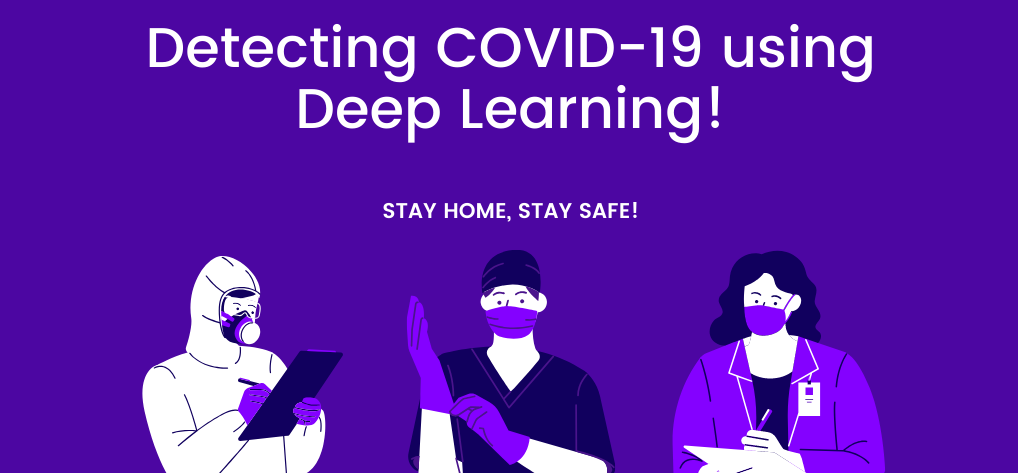 Detecting COVID-19 using
Deep Learning!
STAY HOME, STAY SAFE!